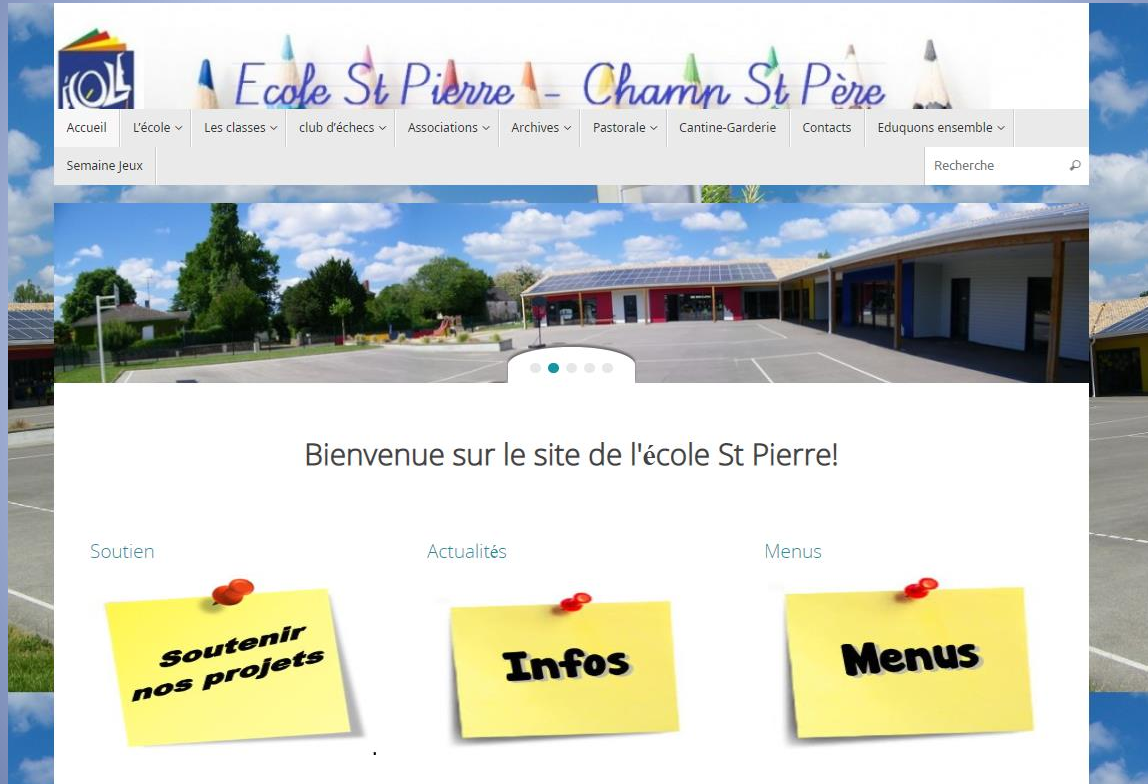 école
Ecole St Pierre - Champ St Père
Accueil L'école Les classes club d'échecs Associations Archives Pastorale Cantine-Garderie Contacts Eduquons ensemble
Semaine Jeux Recherche
Bienvenue sur le site de l'école St Pierre!
Soutien Actualités Menus
Soutenir
nos projets
Infos
Menus
.